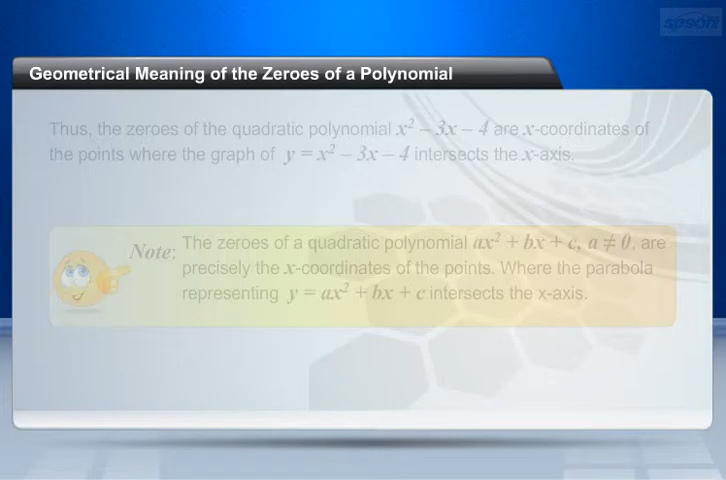 spsoft
Geometrical Meaning of the Zeroes of a Polynomial
Thus, the zeroes of the quadratic polynomial x² – 3x – 4 are x-coordinates of
the points where the graph of y = x² – 3x – 4 intersects the x-axis.
Note: The zeroes of a quadratic polynomial ax² + bx + c, a ≠ 0, are
precisely the x-coordinates of the points. Where the parabola
representing y = ax² + bx + c intersects the x-axis.